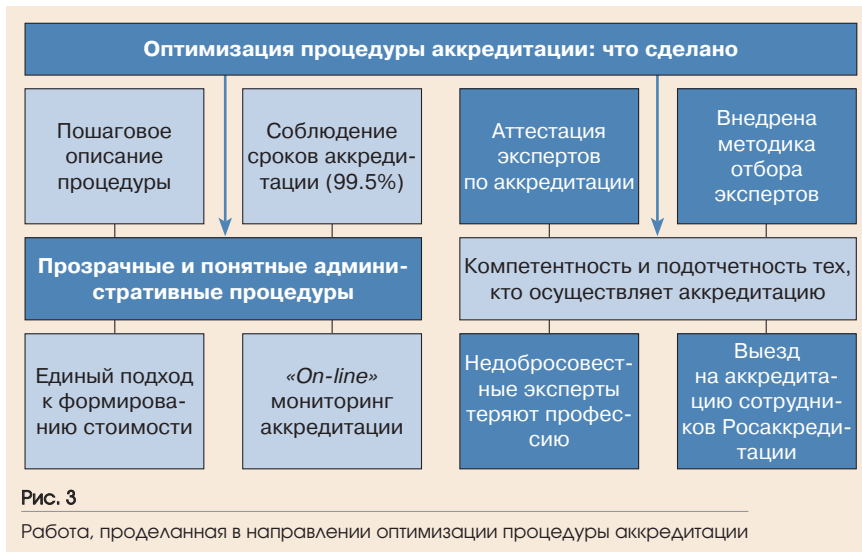 Оптимизация процедуры аккредитации: что сделано
Пошаговое
описание
процедуры
Соблюдение
сроков аккреди-
тации (99.5%)
Аттестация
экспертов
по аккредитации
Внедрена
методика
отбора
экспертов
Прозрачные и понятные админи-
стративные процедуры
Компетентность и подотчетность тех,
кто осуществляет аккредитацию
Единый подход
к формирова-
нию стоимости
«On-line»
мониторинг
аккредитации
Недобросовест-
ные эксперты
теряют профес-
сию
Выезд
на аккредита-
цию сотрудни-
ков Росаккреди-
тации
Рис. 3
Работа, проделанная в направлении оптимизации процедуры аккредитации